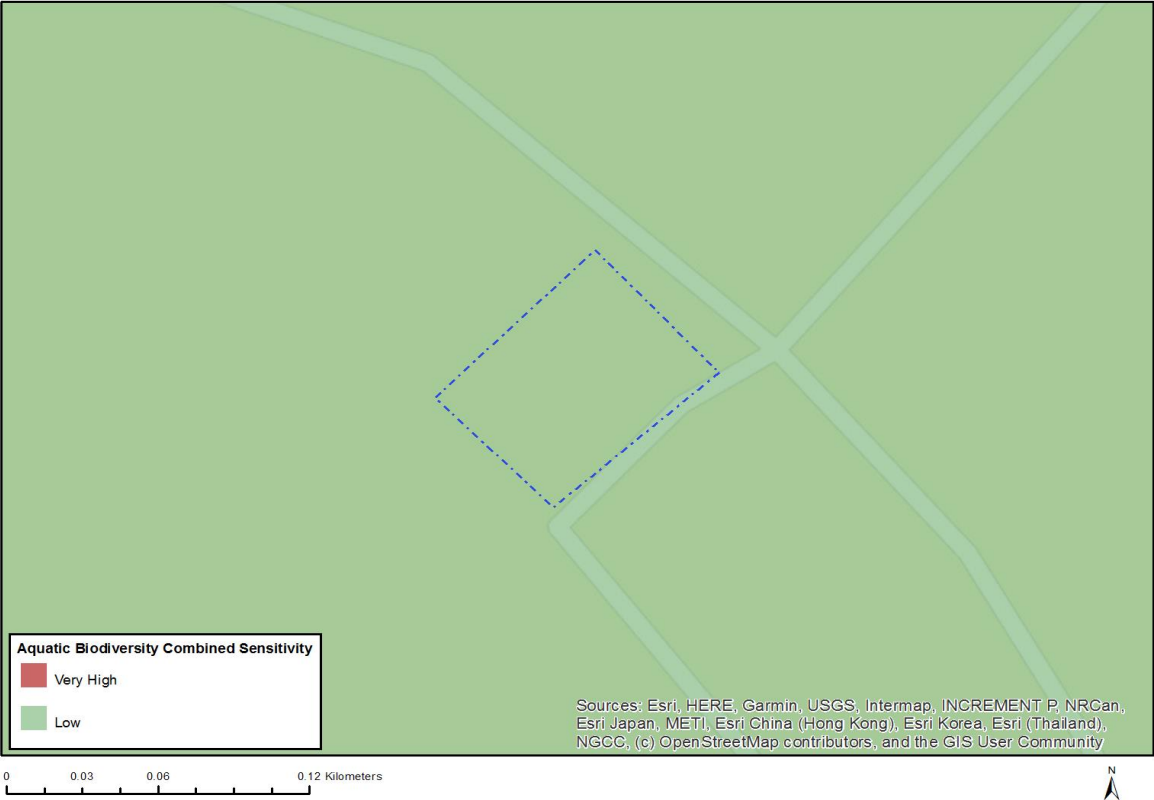 Aquatic Biodiversity Combined Sensitivity
Very High
Low
Sources: Esri, HERE, Garmin, USGS, Intermap, INCREMENT P, NRCan,
Esri Japan, METI, Esri China (Hong Kong), Esri Korea, Esri (Thailand),
NGCC, (c) OpenStreetMap contributors, and the GIS User Community
0 0.03 0.06 0.12 Kilometers
N